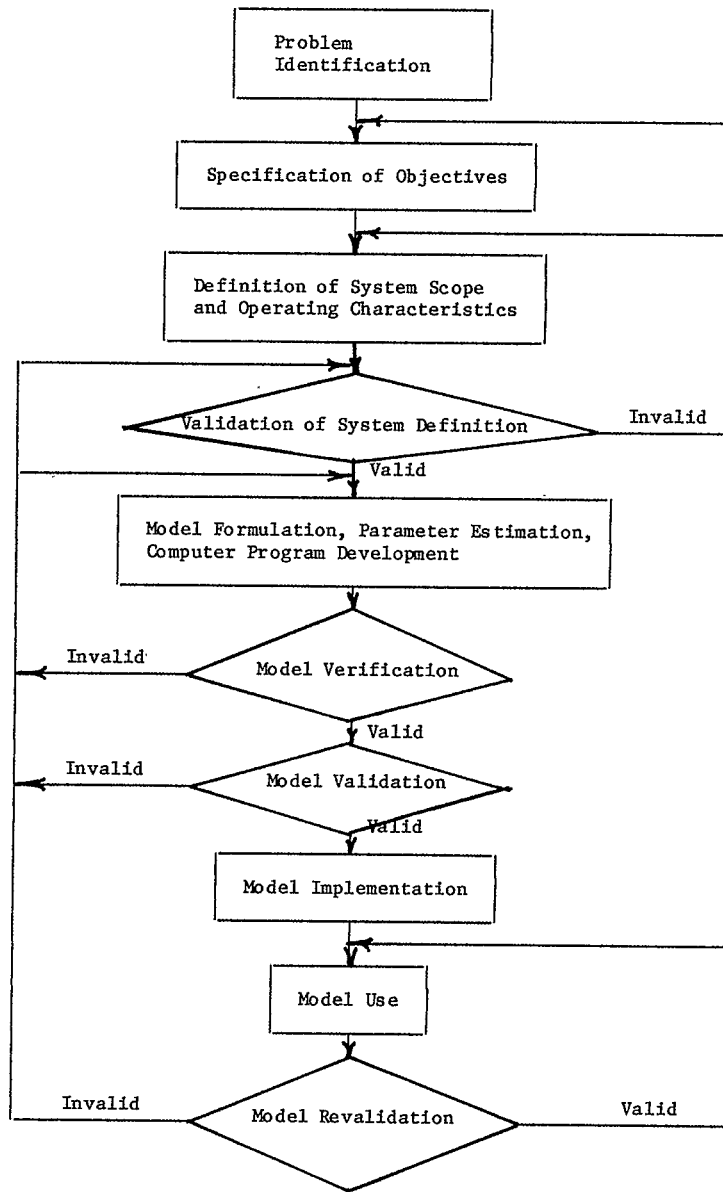 Problem
Identification
Specification of Objectives
Definition of System Scope
and Operating Characteristics
Validation of System Definition
Invalid
Valid
Model Formulation, Parameter Estimation,
Computer Program Development
Invalid
Model Verification
Valid
Invalid
Model Validation
Valid
Model Implementation
Model Use
Invalid
Model Revalidation
Valid